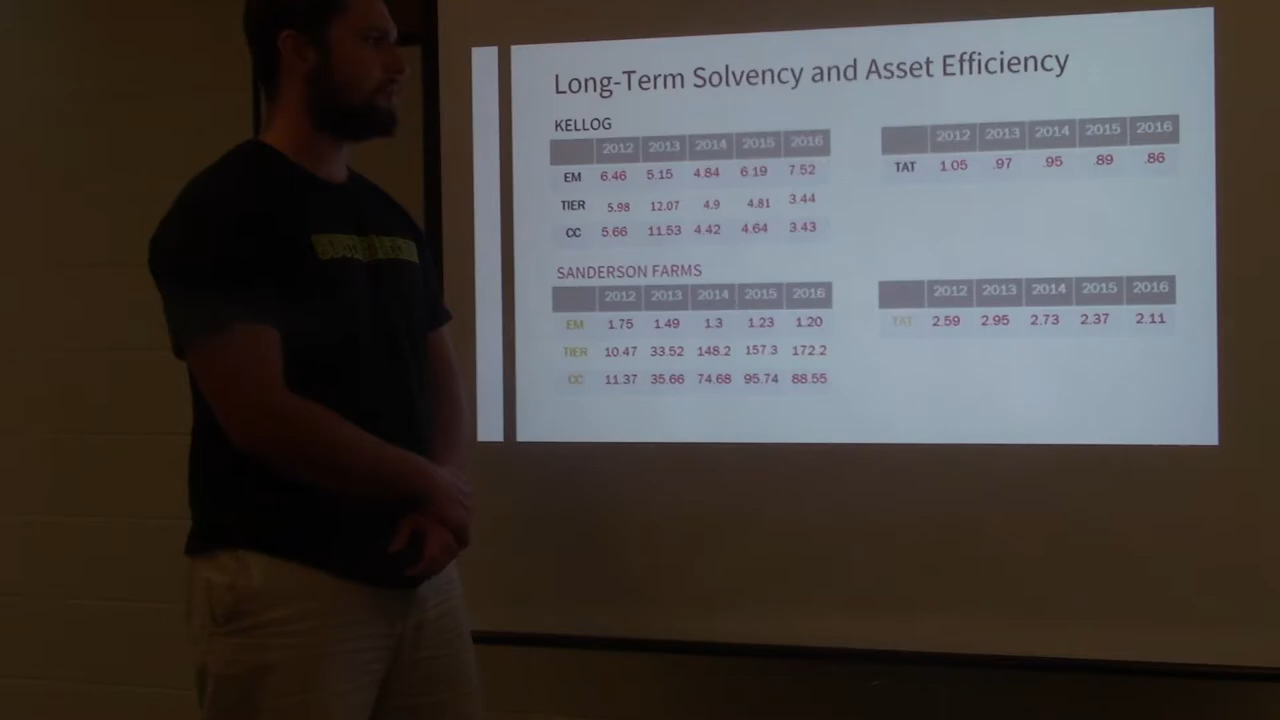 Long-Term Solvency and Asset Efficiency
KELLOG
2012 2013 2014 2015 2016
EM 6.46 5.15 4.84 6.19 7.52
TIER 5.98 12.07 4.9 4.81 3.44
CC 5.66 11.53 4.42 4.64 3.43
2012 2013 2014 2015 2016
TAT 1.05 .97 .95 .89 .86
SANDERSON FARMS
2012 2013 2014 2015 2016
EM 1.75 1.49 1.3 1.23 1.20
TIER 10.47 33.52 148.2 157.3 172.2
CC 11.37 35.66 74.68 95.74 88.55
2012 2013 2014 2015 2016
TAT 2.59 2.95 2.73 2.37 2.11